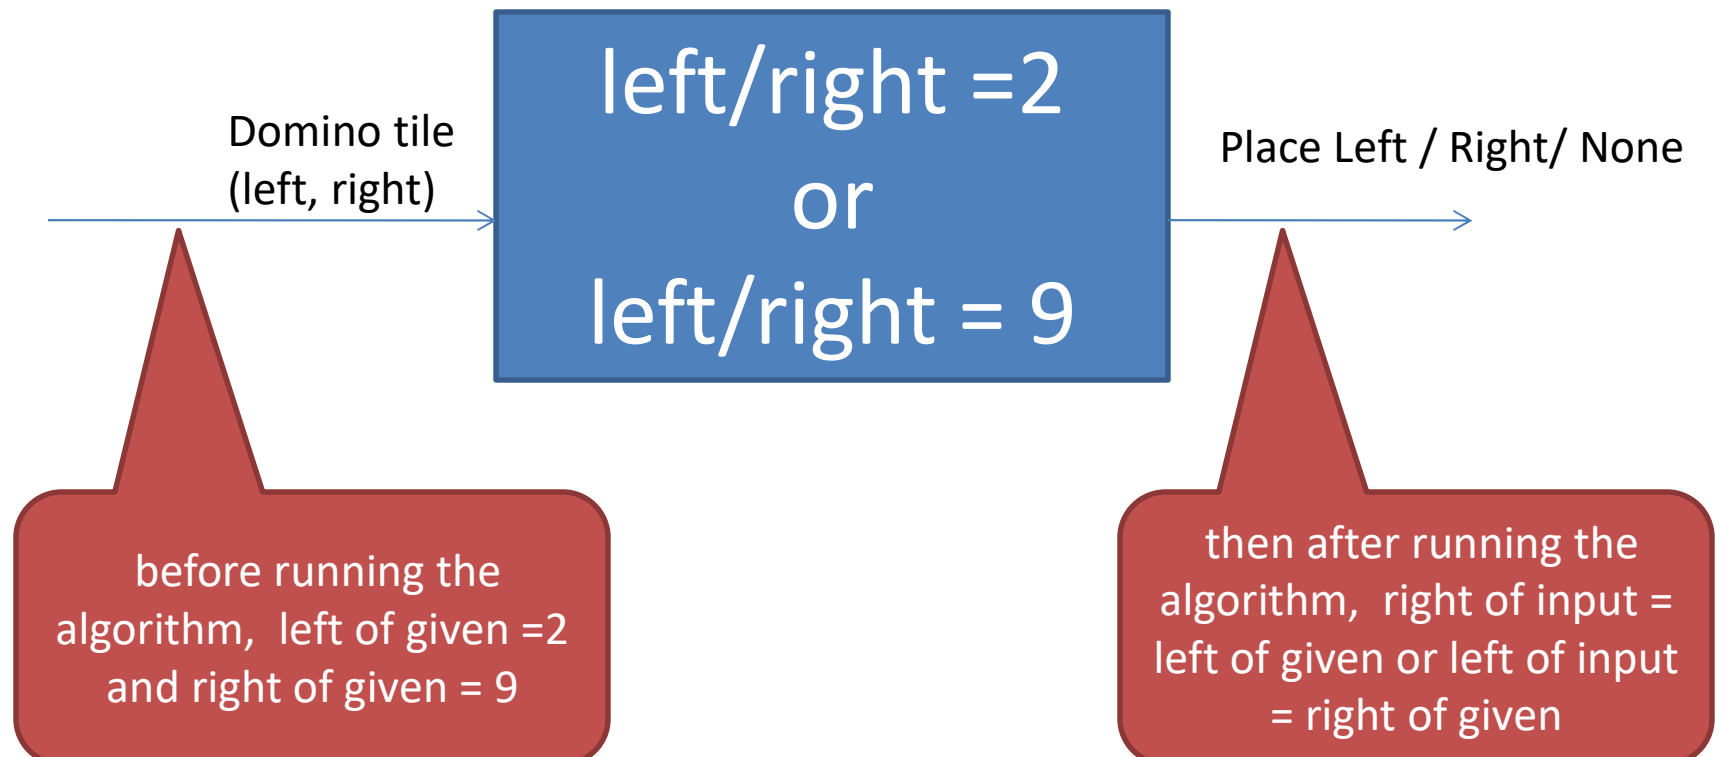 left/right =2
or
left/right = 9
Domino tile
(left, right)
Place Left / Right/ None
before running the
algorithm,  left of given =2
and right of given = 9
then after running the
algorithm,  right of input =
left of given or left of input
= right of given